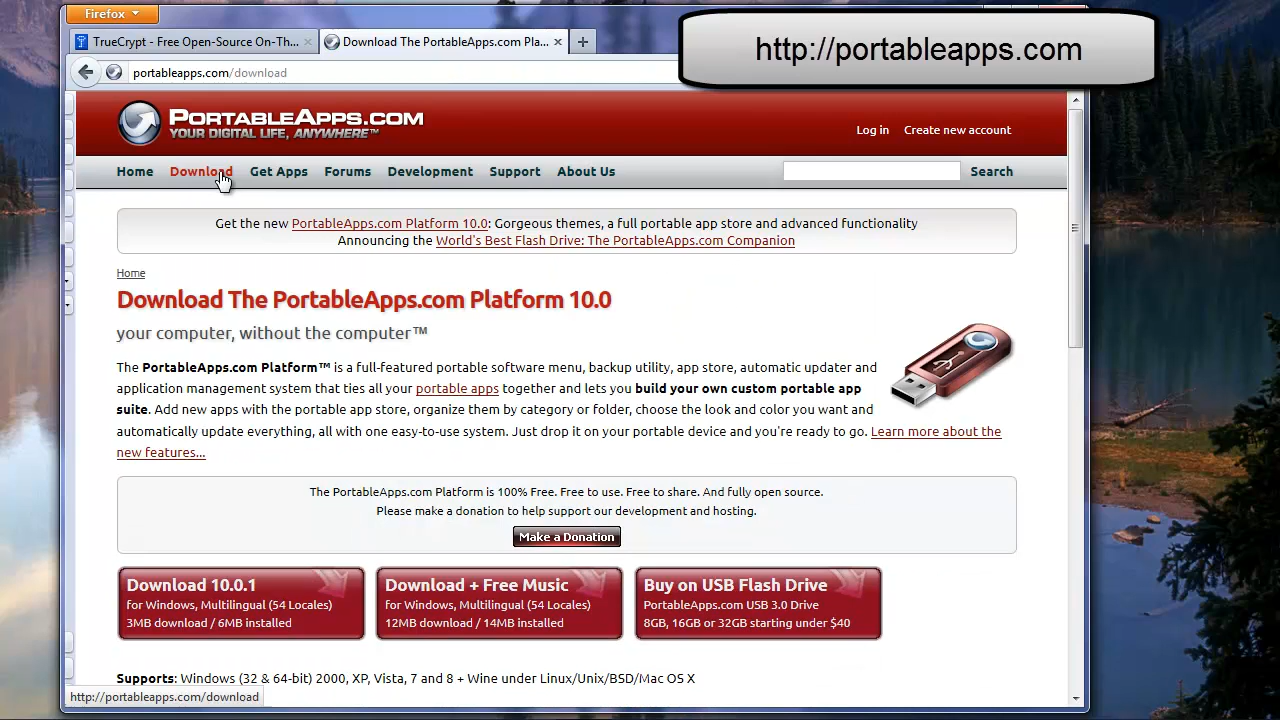 Firefox
TrueCrypt - Free Open-Source On-Th...
Download The PortableApps.com Pla...
http://portableapps.com
portableapps.com/download
PORTABLEAPPS.COM
YOUR DIGITAL LIFE, ANYWHERE™
Log in
Create new account
Home
Download
Get Apps
Forums
Development
Support
About Us
Search
Get the new PortableApps.com Platform 10.0: Gorgeous themes, a full portable app store and advanced functionality
Announcing the World's Best Flash Drive: The PortableApps.com Companion
Home
Download The PortableApps.com Platform 10.0
your computer, without the computer™
The PortableApps.com Platform™ is a full-featured portable software menu, backup utility, app store, automatic updater and
application management system that ties all your portable apps together and lets you build your own custom portable app
suite. Add new apps with the portable app store, organize them by category or folder, choose the look and color you want and
automatically update everything, all with one easy-to-use system. Just drop it on your portable device and you're ready to go. Learn more about the
new features...
The PortableApps.com Platform is 100% Free. Free to use. Free to share. And fully open source.
Please make a donation to help support our development and hosting.
Make a Donation
Download 10.0.1
for Windows, Multilingual (54 Locales)
3MB download / 6MB installed
Download + Free Music
for Windows, Multilingual (54 Locales)
12MB download / 14MB installed
Buy on USB Flash Drive
PortableApps.com USB 3.0 Drive
8GB, 16GB or 32GB starting under $40
Supports: Windows (32 & 64-bit) 2000, XP, Vista, 7 and 8 + Wine under Linux/Unix/BSD/Mac OS X
http://portableapps.com/download